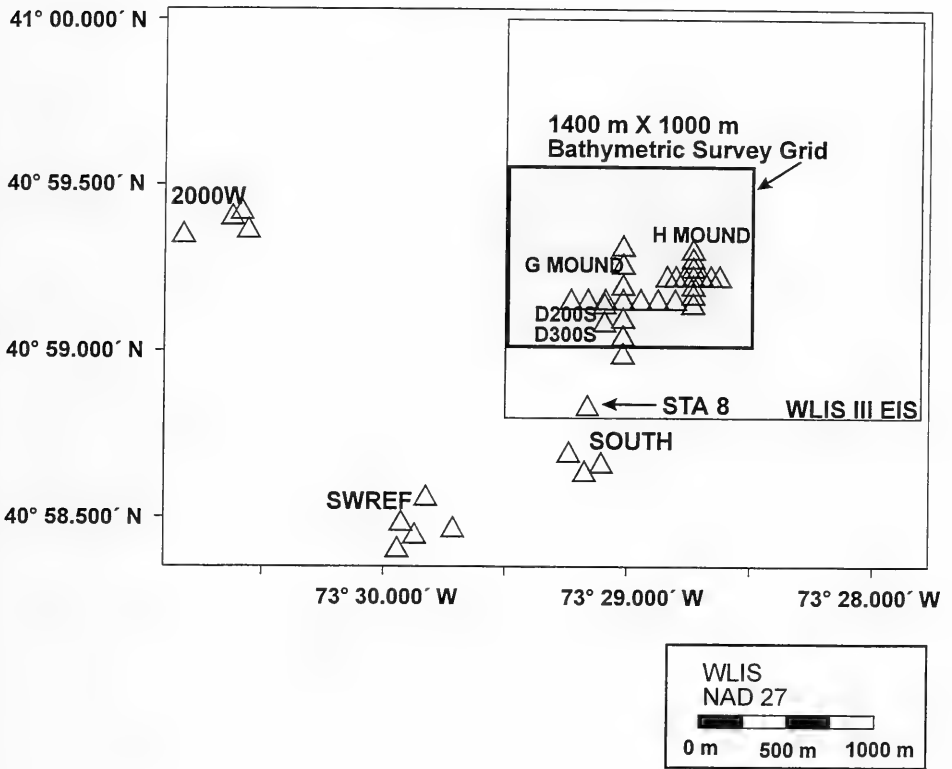 41° 00.000´ N
1400 m X 1000 m
Bathymetric Survey Grid
40° 59.500´ N
2000W
H MOUND
G MOUND
D200S
D300S
40° 59.000´ N
STA 8
WLIS III EIS
SOUTH
SWREF
40° 58.500´ N
73° 30.000´ W
73° 29.000´ W
73° 28.000´ W
WLIS
NAD 27
0 m
500 m
1000 m